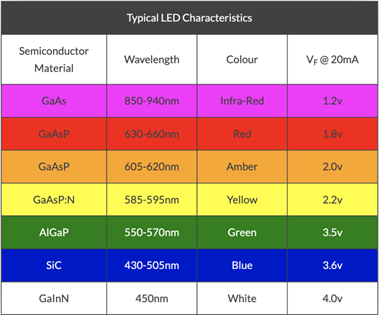 Typical LED Characteristics
Semiconductor Material Wavelength Colour VF @ 20mA
GaAs 850-940nm Infra-Red 1.2v
GaAsP 630-660nm Red 1.8v
GaAsP 605-620nm Amber 2.0v
GaAsP:N 585-595nm Yellow 2.2v
AlGaP 550-570nm Green 3.5v
SiC 430-505nm Blue 3.6v
GaInN 450nm White 4.0v